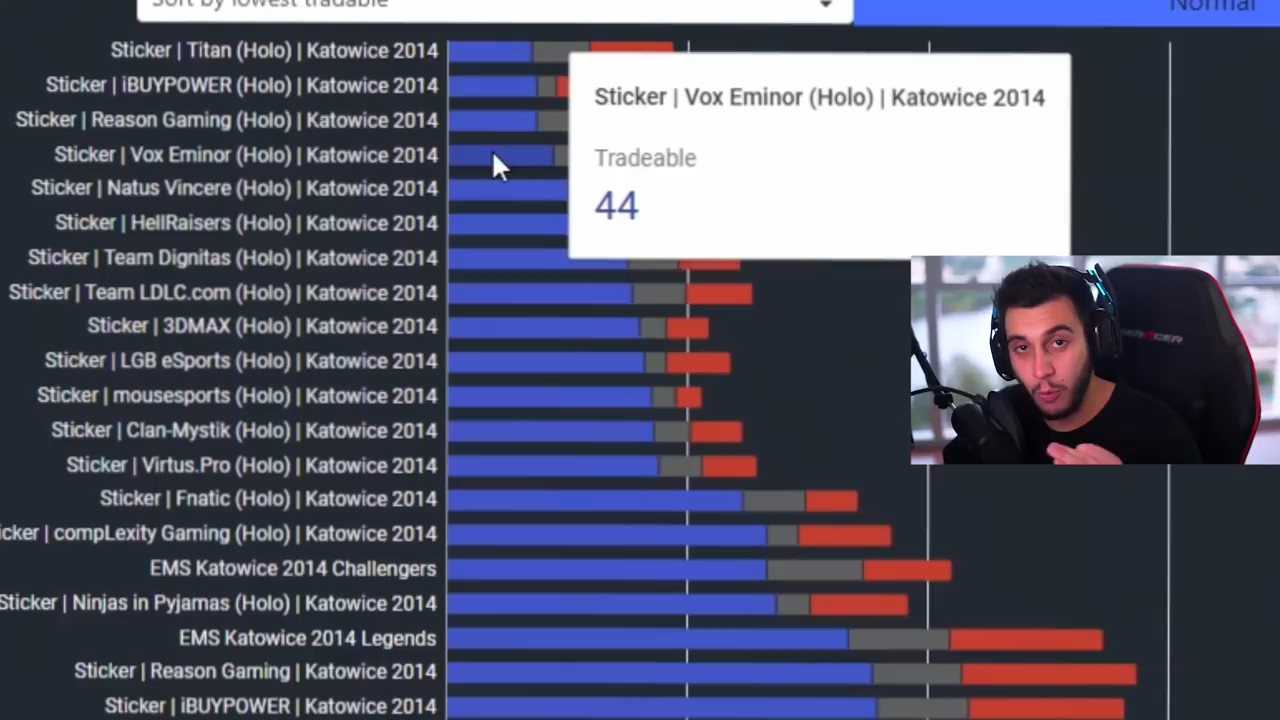 Sort by lowest tradable
Normal
Sticker | Titan (Holo) | Katowice 2014
Sticker | iBUYPOWER (Holo) | Katowice 2014
Sticker | Reason Gaming (Holo) | Katowice 2014
Sticker | Vox Eminor (Holo) | Katowice 2014
Sticker | Natus Vincere (Holo) | Katowice 2014
Sticker | HellRaisers (Holo) | Katowice 2014
Sticker | Team Dignitas (Holo) | Katowice 2014
Sticker | Team LDLC.com (Holo) | Katowice 2014
Sticker | 3DMAX (Holo) | Katowice 2014
Sticker | LGB eSports (Holo) | Katowice 2014
Sticker | mousesports (Holo) | Katowice 2014
Sticker | Clan-Mystik (Holo) | Katowice 2014
Sticker | Virtus.Pro (Holo) | Katowice 2014
Sticker | Fnatic (Holo) | Katowice 2014
icker | compLexity Gaming (Holo) | Katowice 2014
EMS Katowice 2014 Challengers
Sticker | Ninjas in Pyjamas (Holo) | Katowice 2014
EMS Katowice 2014 Legends
Sticker | Reason Gaming | Katowice 2014
Sticker | iBUYPOWER | Katowice 2014
Sticker | Vox Eminor (Holo) | Katowice 2014
Tradeable
44